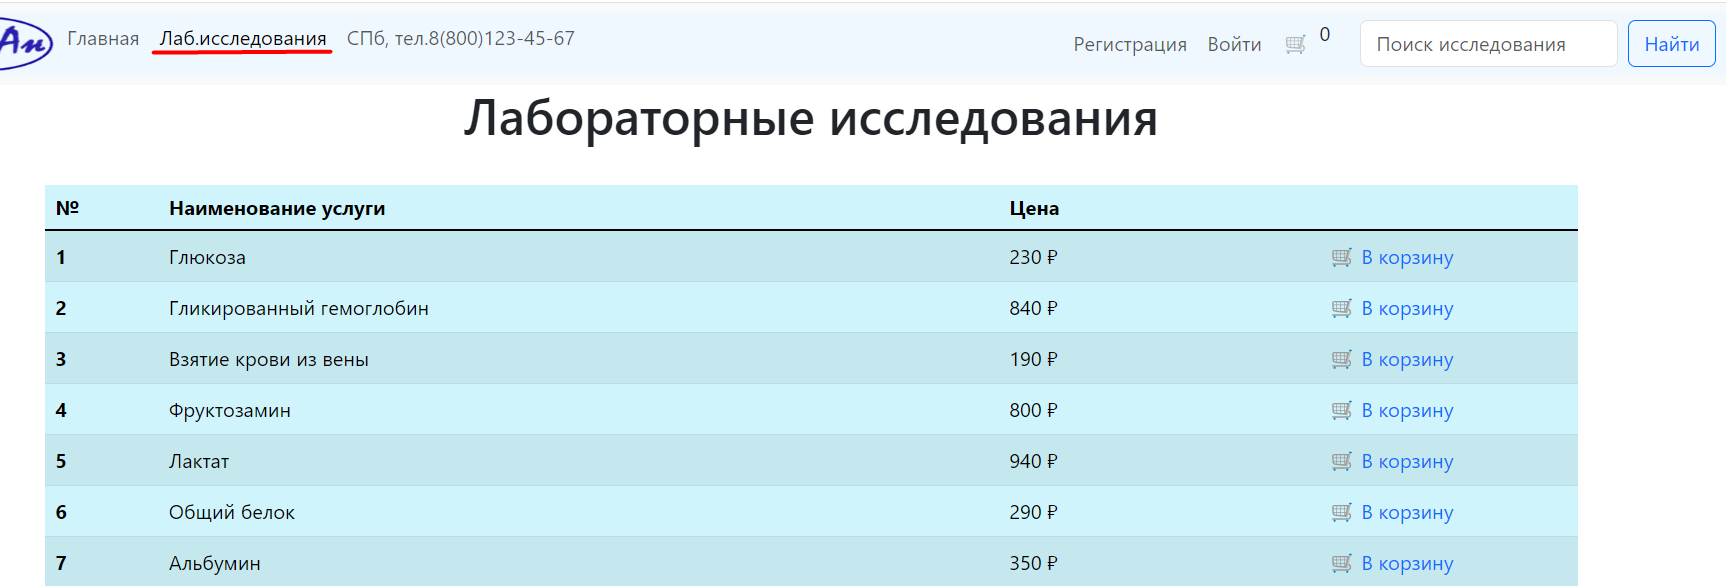 Ан Главная Лаб.исследования СПб, тел.8(800)123-45-67 Регистрация Войти 0 Поиск исследования Найти
Лабораторные исследования
№ Наименование услуги Цена
1 Глюкоза 230 ₽ В корзину
2 Гликированный гемоглобин 840 ₽ В корзину
3 Взятие крови из вены 190 ₽ В корзину
4 Фруктозамин 800 ₽ В корзину
5 Лактат 940 ₽ В корзину
6 Общий белок 290 ₽ В корзину
7 Альбумин 350 ₽ В корзину